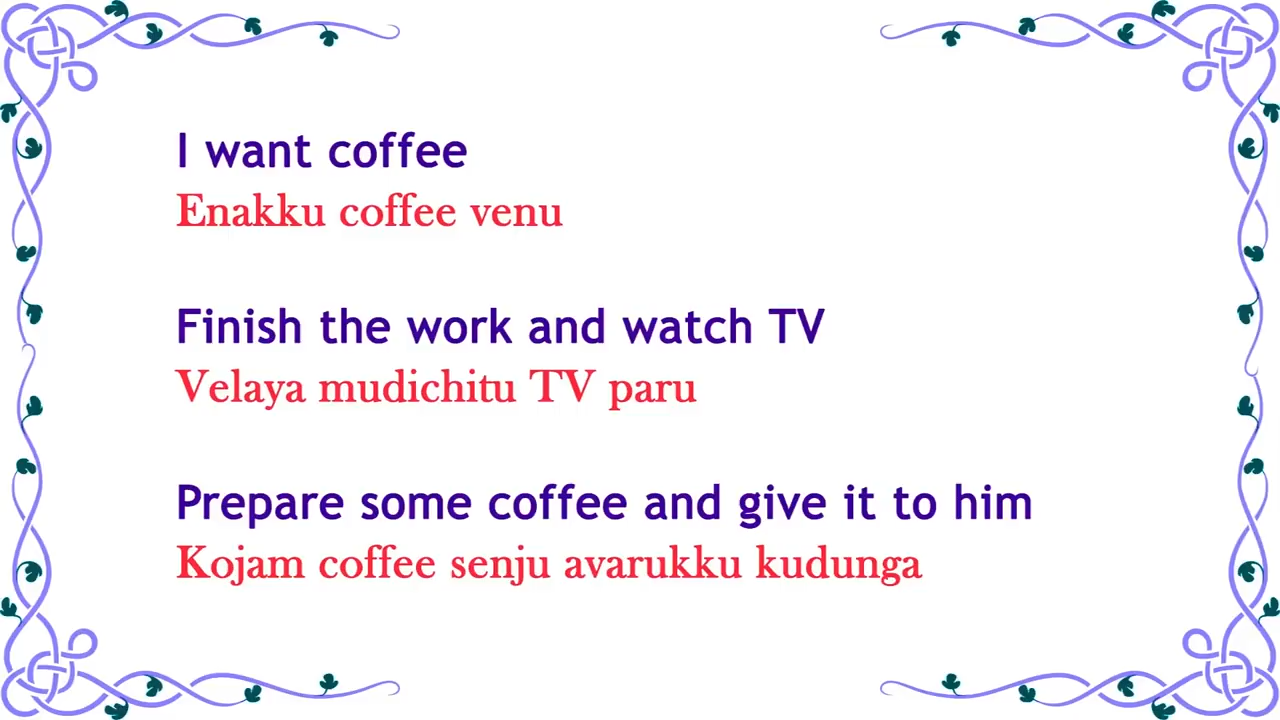 I want coffee
Enakku coffee venu
Finish the work and watch TV
Velaya mudichitu TV paru
Prepare some coffee and give it to him
Kojam coffee senju avarukku kudunga